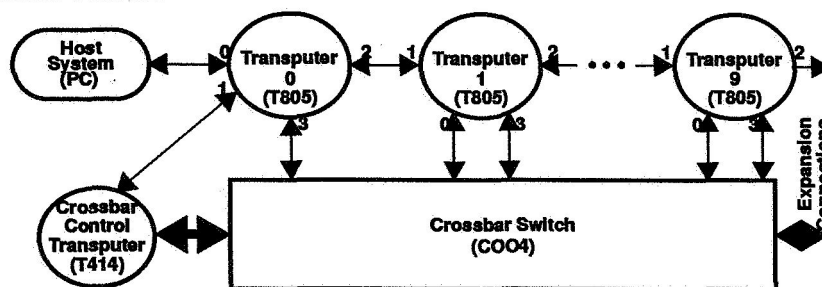 Host
System
(PC)
0
Transputer
0
(T805)
2
1
3
1
Transputer
1
(T805)
2
0
3
1
Transputer
9
(T805)
2
0
3
Crossbar
Control
Transputer
(T414)
Crossbar Switch
(COO4)
Expansion
Connections